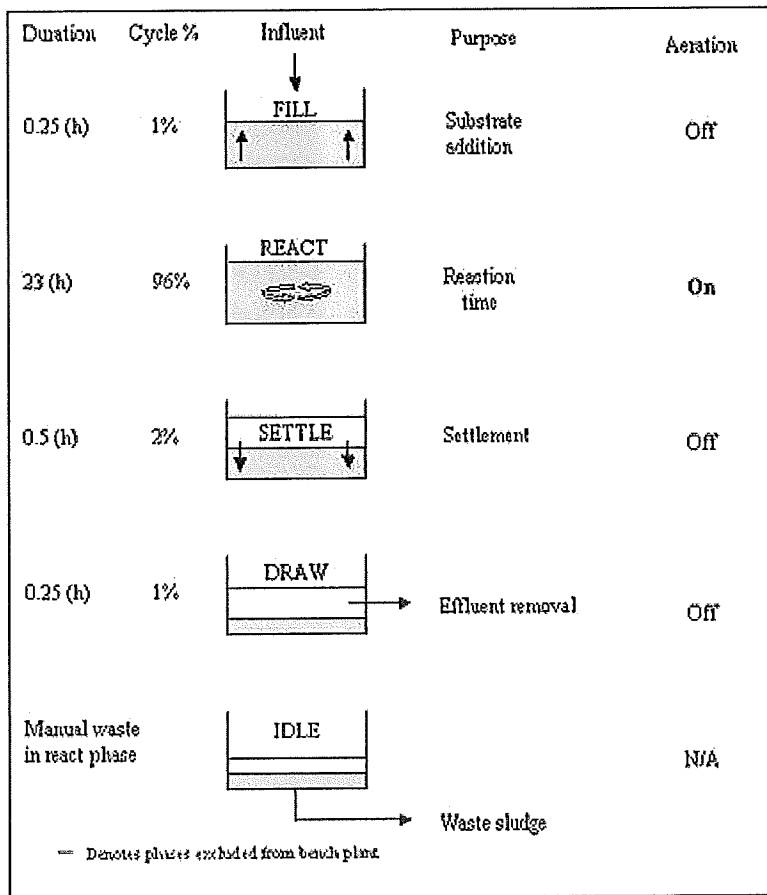 Duration Cycle % Influent Purpose Aeration
FILL
0.25 (h) 1% Substrate addition Off
REACT
23 (h) 96% Reaction time On
0.5 (h) 2% SETTLE Settlement Off
DRAW
0.25 (h) 1% Effluent removal Off
Manual waste
in react phase
IDLE
N/A
Waste sludge
— Denotes phases excluded from bench plant